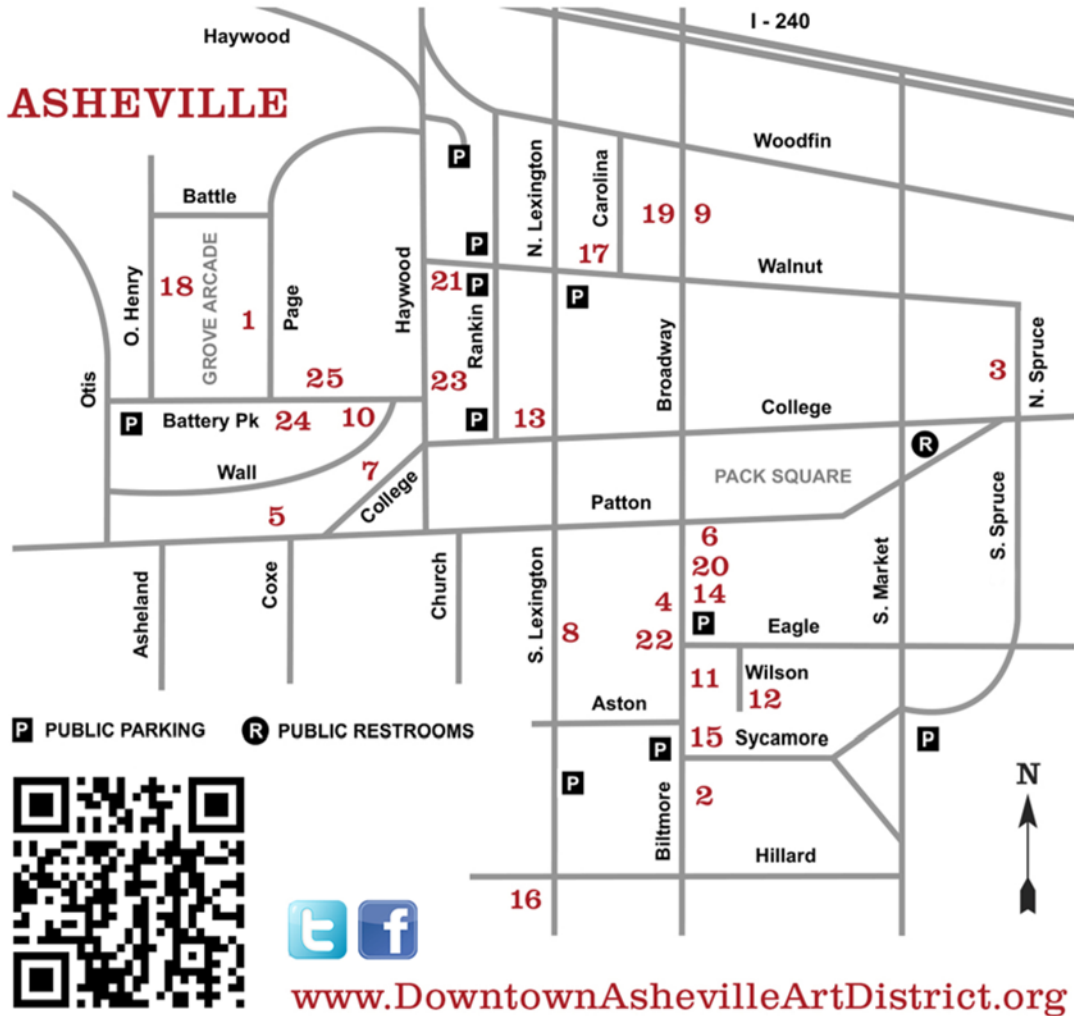 I - 240
Haywood
ASHEVILLE
Woodfin
P
Battle
N. Lexington
Carolina
19
9
O. Henry
18
GROVE ARCADE
1
Page
Haywood
P
17
Walnut
21
P
P
Rankin
Broadway
Otis
25
23
3
N. Spruce
P
Battery Pk
24
10
P
13
College
R
Wall
7
College
PACK SQUARE
5
Patton
S. Spruce
6
20
14
Asheland
Coxe
Church
S. Lexington
8
4
22
P
S. Market
Eagle
11
Wilson
12
Aston
P PUBLIC PARKING
R PUBLIC RESTROOMS
15
Sycamore
P
P
P
2
N
Biltmore
Hillard
16
t
f
www.DowntownAshevilleArtDistrict.org